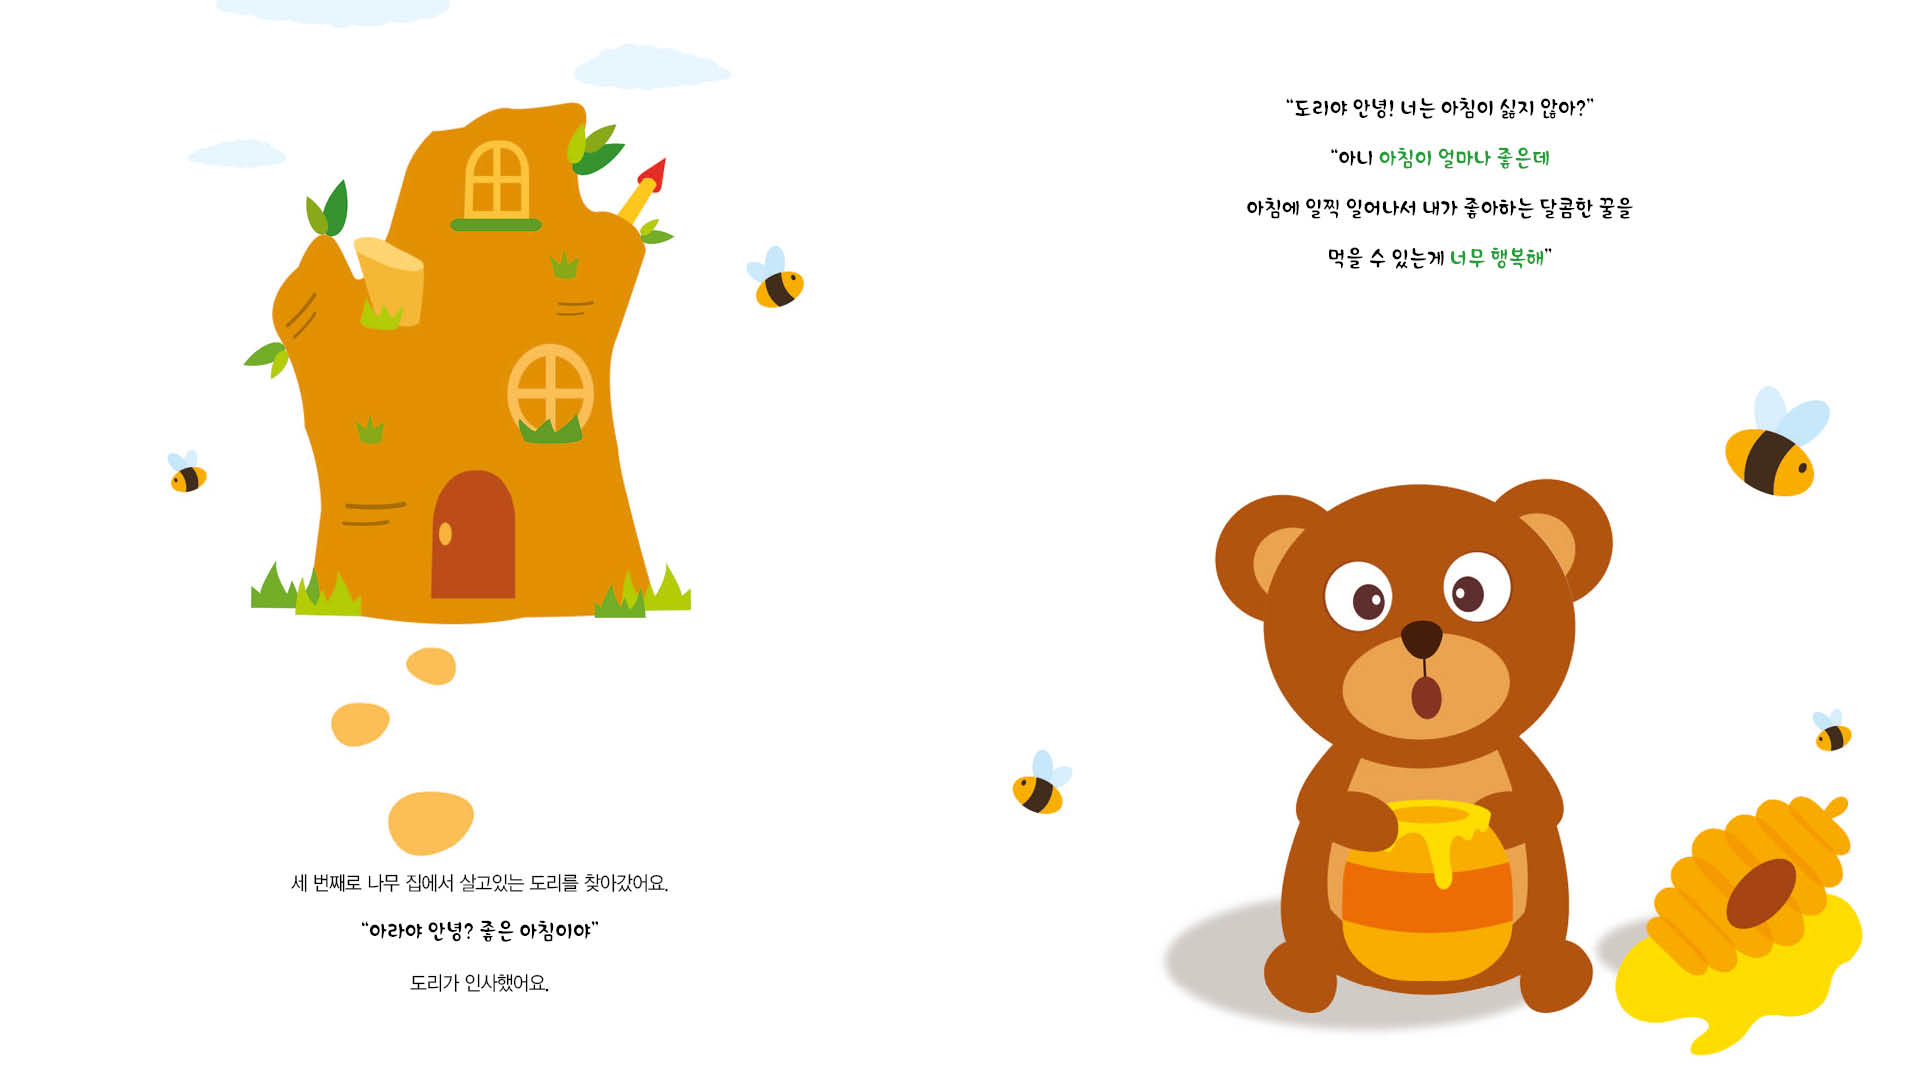 세 번째로 나무 집에서 살고있는 도리를 찾아갔어요.
“아라야 안녕? 좋은 아침이야”
도리가 인사했어요.
“도리야 안녕! 너는 아침이 싫지 않아?”
“아니 아침이 얼마나 좋은데
아침에 일찍 일어나서 내가 좋아하는 달콤한 꿀을
먹을 수 있는게 너무 행복해”